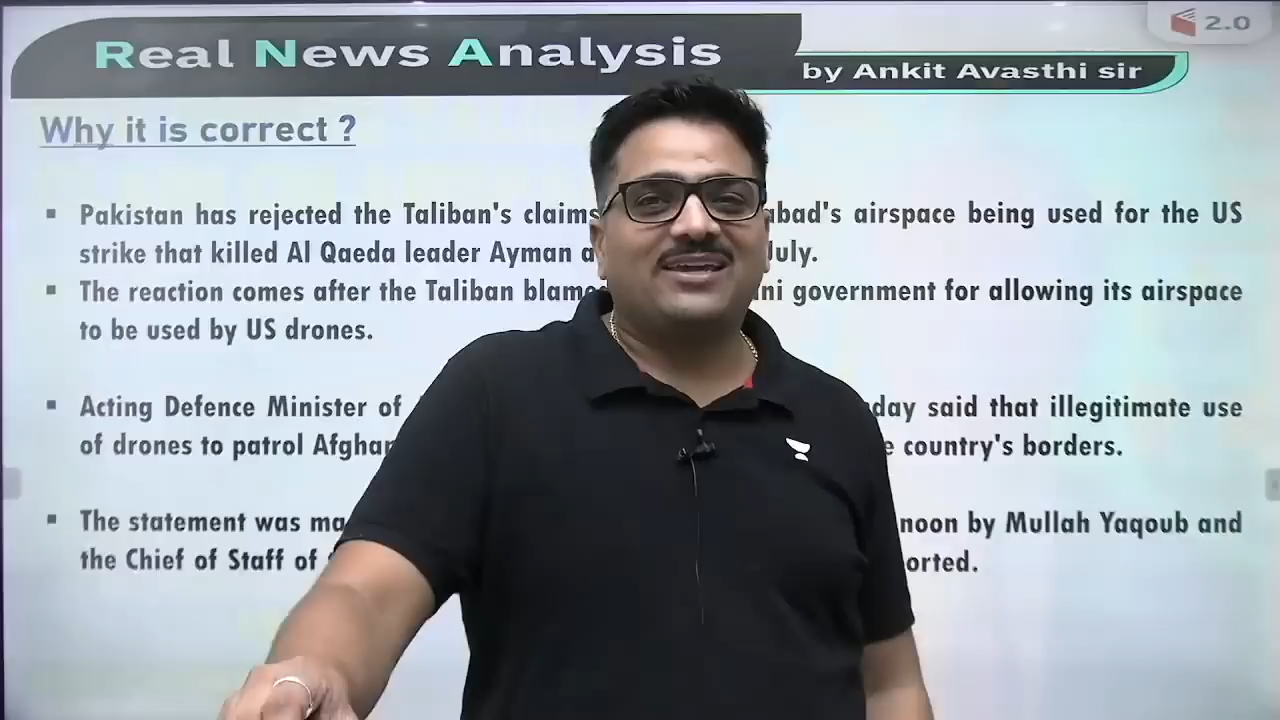 2.0
Real News Analysis
by Ankit Avasthi sir
Why it is correct ?
▪ Pakistan has rejected the Taliban's claims abad's airspace being used for the US
strike that killed Al Qaeda leader Ayman a July.
▪ The reaction comes after the Taliban blame ni government for allowing its airspace
to be used by US drones.
▪ Acting Defence Minister of day said that illegitimate use
of drones to patrol Afghan country's borders.
▪ The statement was ma noon by Mullah Yaqoub and
the Chief of Staff of orted.